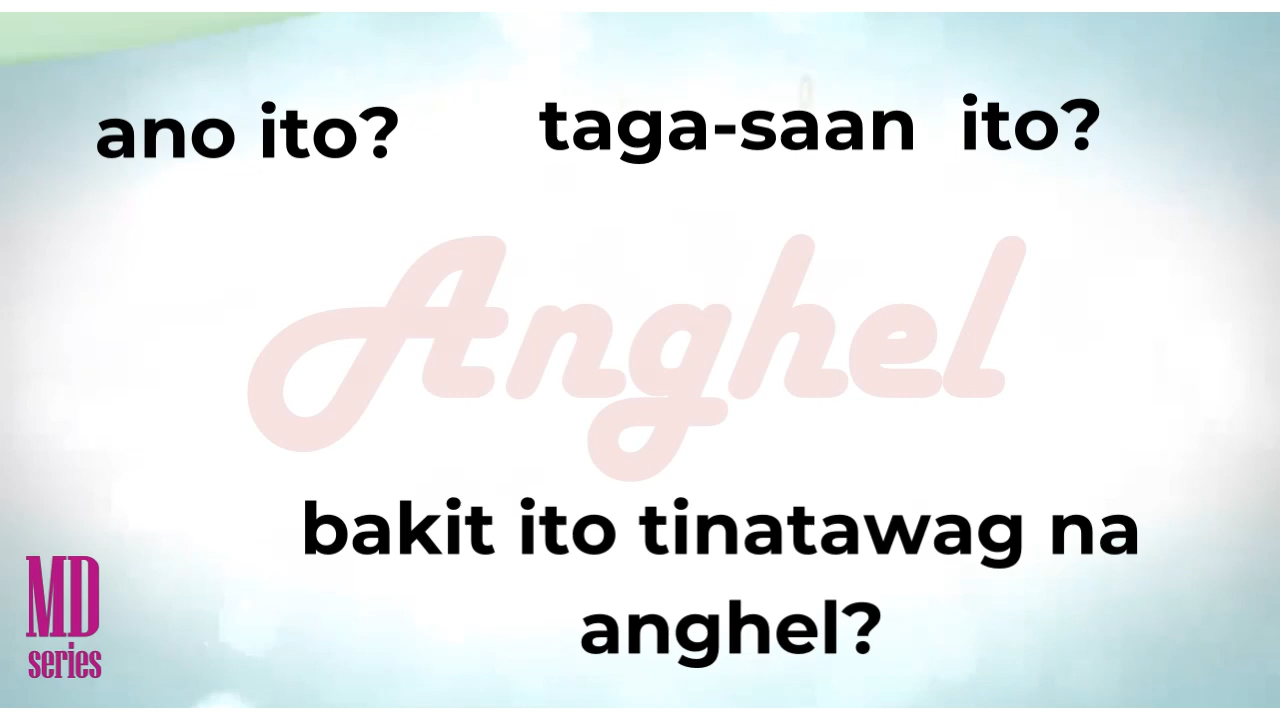 ano ito?
taga-saan ito?
Anghel
bakit ito tinatawag na
anghel?
MD
series